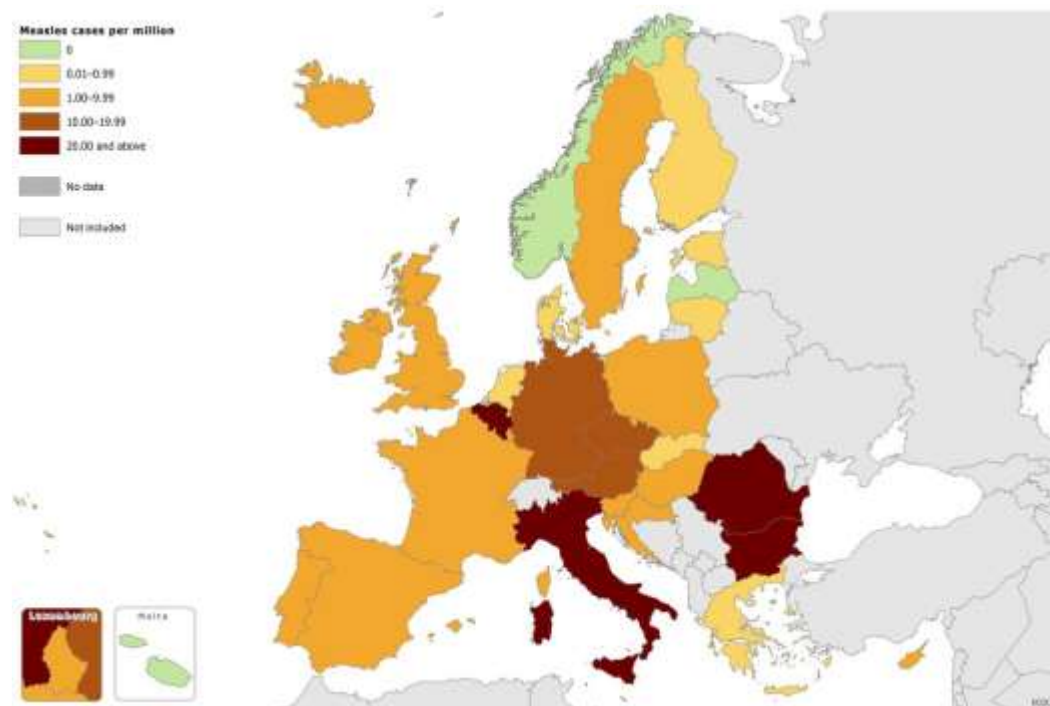 Measles cases per million
0
0.01-0.99
1.00-9.99
10.00-19.99
20.00 and above
No data
Not included
Luxembourg
Malta